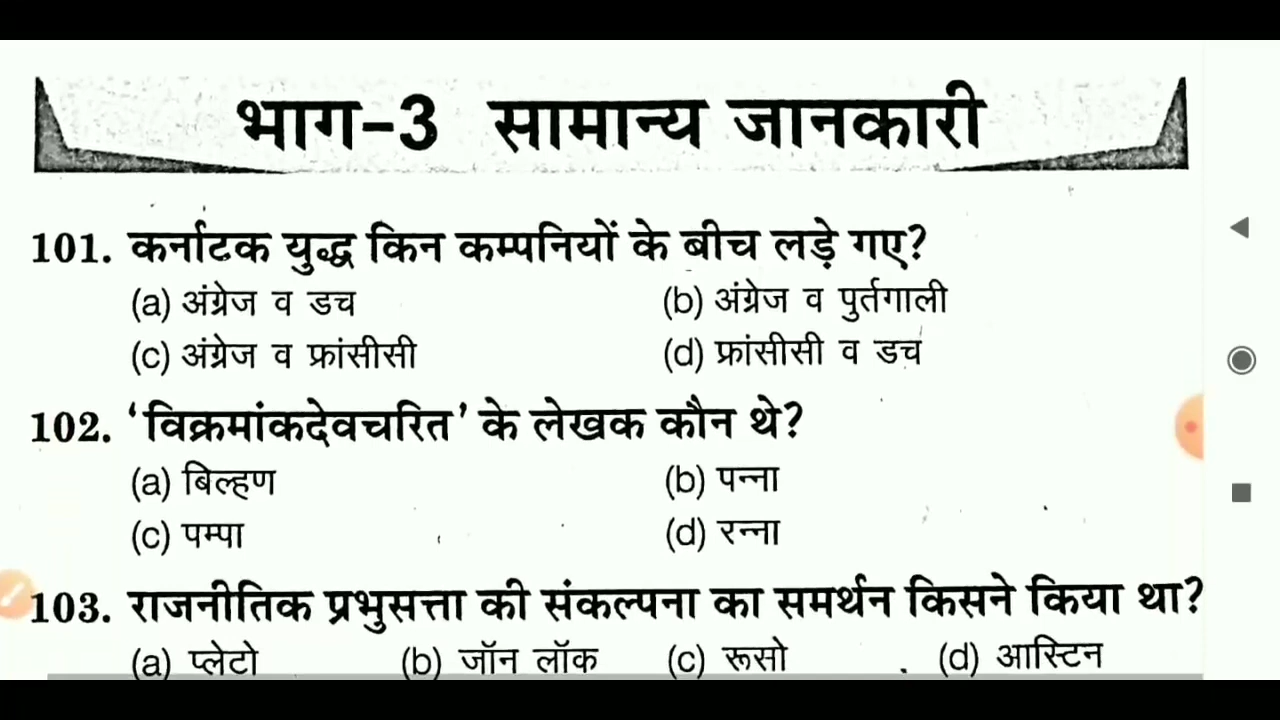 भाग-3 सामान्य जानकारी
101. कर्नाटक युद्ध किन कम्पनियों के बीच लड़े गए?
(a) अंग्रेज व डच (b) अंग्रेज व पुर्तगाली
(c) अंग्रेज व फ्रांसीसी (d) फ्रांसीसी व डच
102. ‘विक्रमांकदेवचरित’ के लेखक कौन थे?
(a) बिल्हण (b) पन्ना
(c) पम्पा (d) रन्ना
103. राजनीतिक प्रभुसत्ता की संकल्पना का समर्थन किसने किया था?
(a) प्लेटो (b) जॉन लॉक (c) रूसो (d) आस्टिन